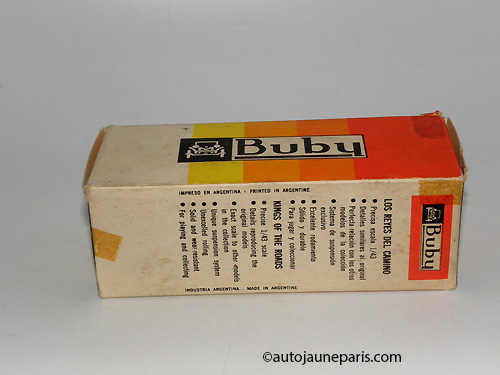 Buby
IMPRESO EN ARGENTINA - PRINTED IN ARGENTINE
Buby
LOS REYES DEL CAMINO
• Precisa escala 1/43
• Detalles similares al original
• Perfecta relación con los otros
modelos de la colección
• Sistema de suspensión
exclusivo
• Excelente rodamiento
• Sólido y durable
• Para jugar y coleccionar
KINGS OF THE ROADS
• Precise 1/43 scale
• Details reproducing the
original models
• Exact scale to other models
in the collection
• Unique suspension system
• Unexcelled rolling
• Solid and wear-resistant
• For playing and collecting
INDUSTRIA ARGENTINA - MADE IN ARGENTINE
©autojauneparis.com